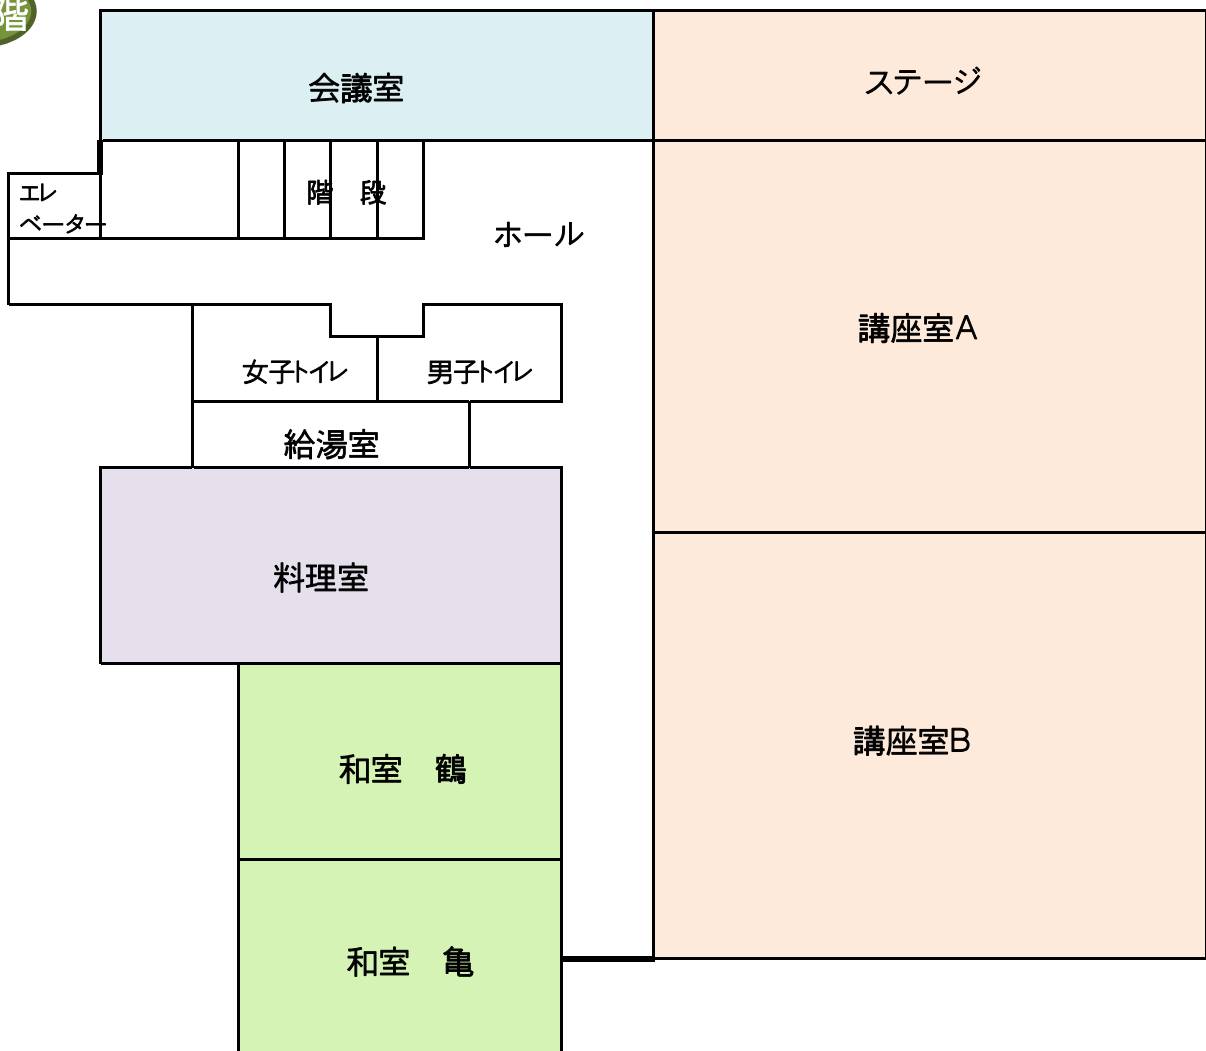 階
会議室
ステージ
エレ
ベーター
階　段
ホール
講座室A
女子トイレ
男子トイレ
給湯室
料理室
和室　鶴
講座室B
和室　亀